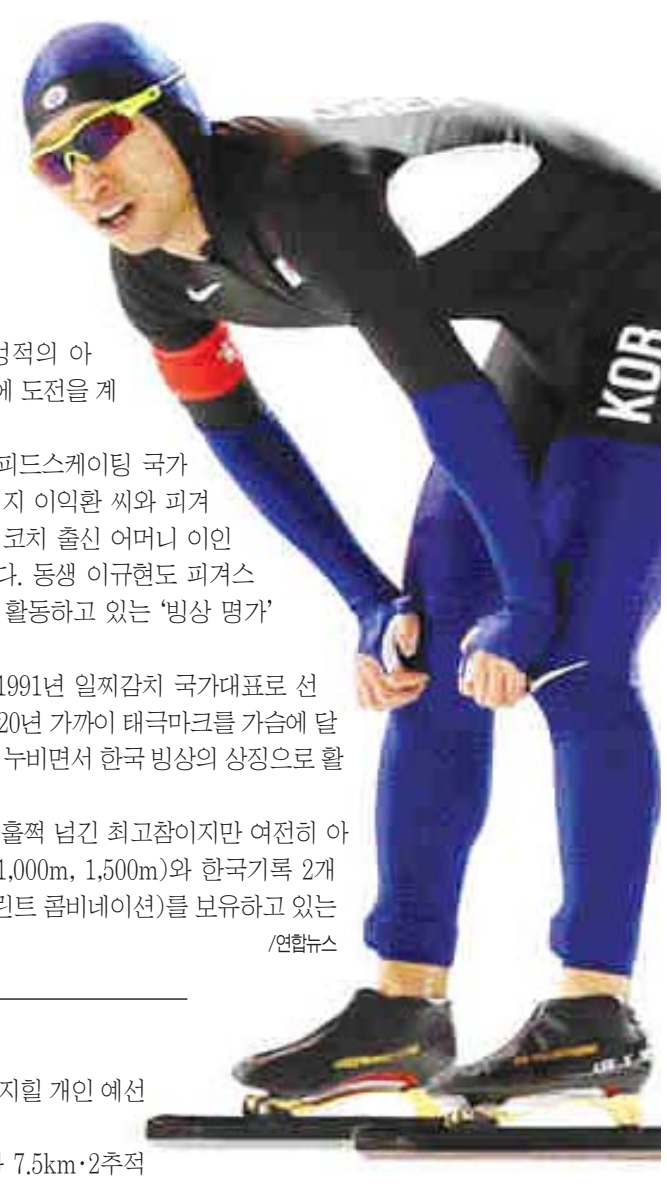 성적의 아
에 도전을 계
피드스케이팅 국가
지 이익환 씨와 피겨
코치 출신 어머니 이인
다. 동생 이규현도 피겨스
활동하고 있는 ‘빙상 명가’
1991년 일찌감치 국가대표로 선
20년 가까이 태극마크를 가슴에 달
누비면서 한국 빙상의 상징으로 활
훌쩍 넘긴 최고참이지만 여전히 아
1,000m, 1,500m)와 한국기록 2개
린트 콤비네이션)를 보유하고 있는
/연합뉴스
지힐 개인 예선
7.5km·2추적
KOR